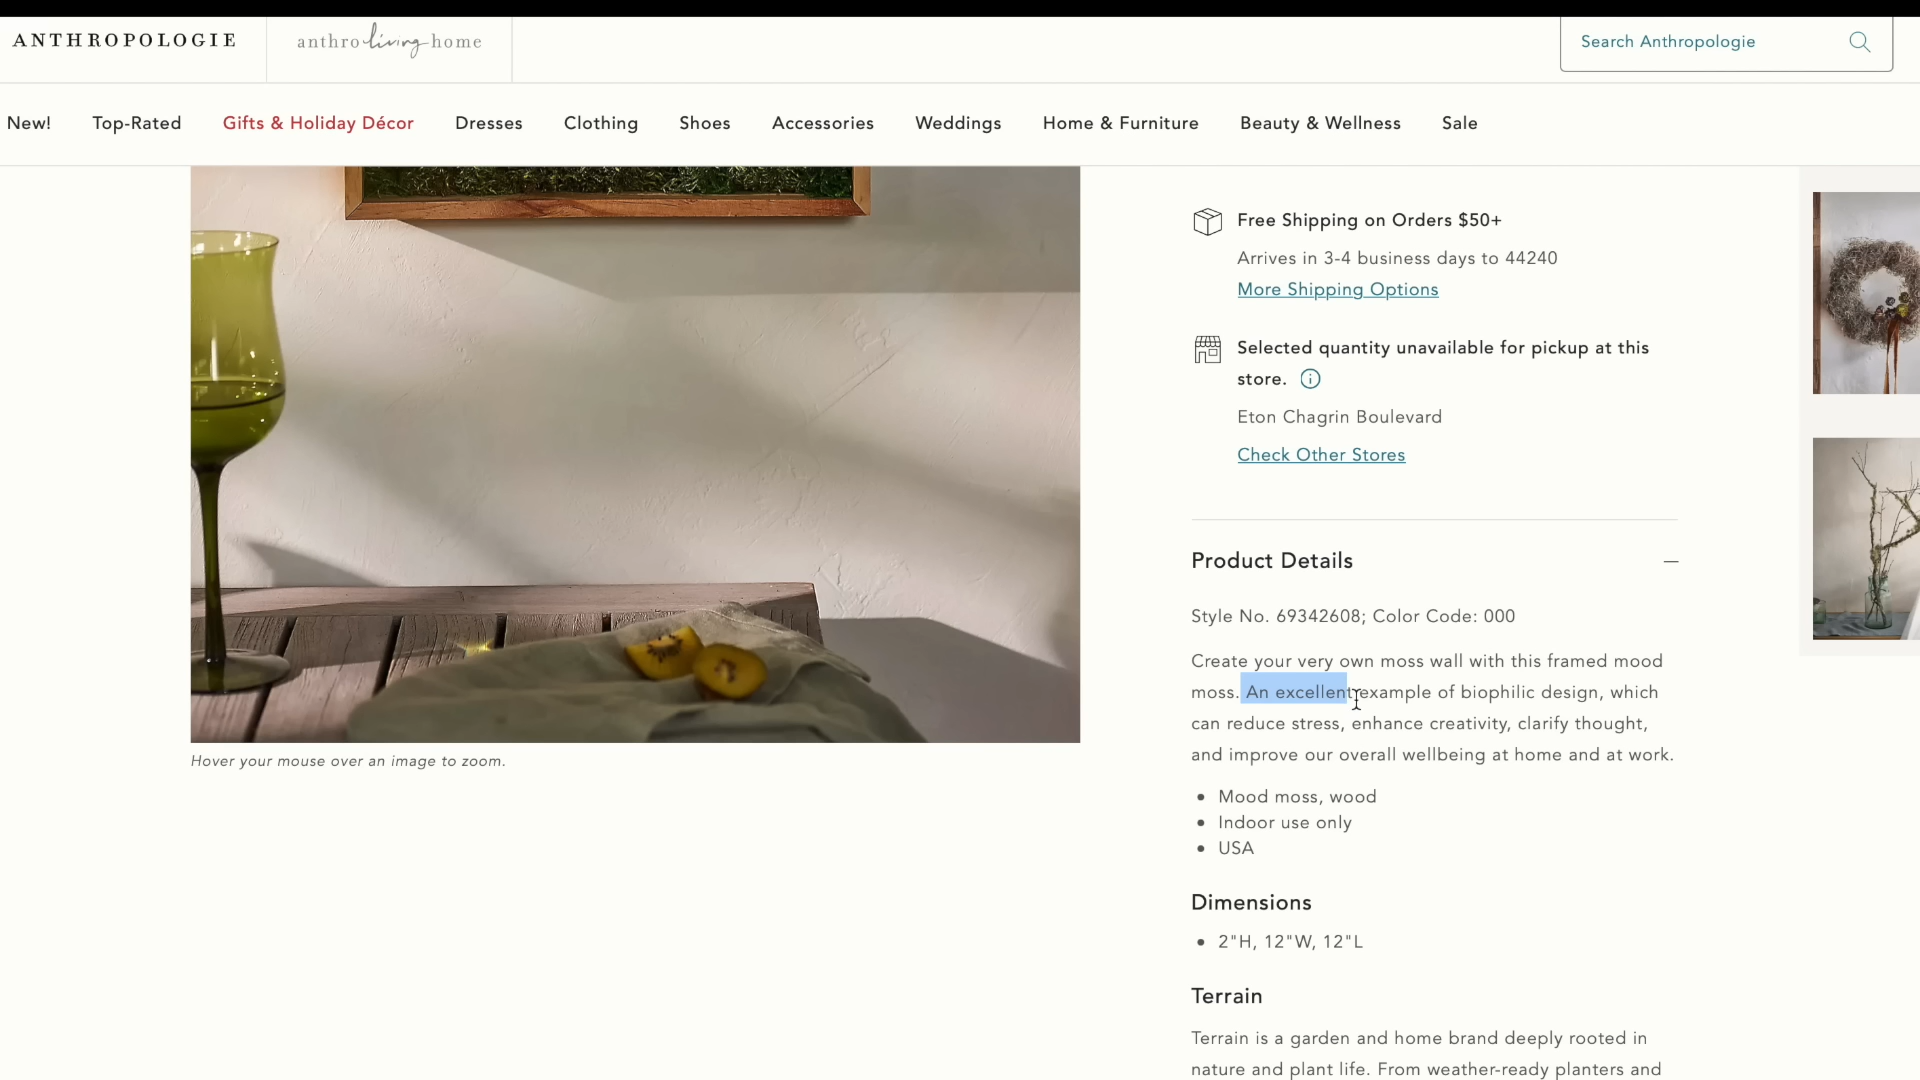 ANTHROPOLOGIE
anthro living home
Search Anthropologie
New! Top-Rated Gifts & Holiday Décor Dresses Clothing Shoes Accessories Weddings Home & Furniture Beauty & Wellness Sale
Free Shipping on Orders $50+
Arrives in 3-4 business days to 44240
More Shipping Options
Selected quantity unavailable for pickup at this
store.
Eton Chagrin Boulevard
Check Other Stores
Product Details
Style No. 69342608; Color Code: 000
Create your very own moss wall with this framed mood
moss. An excellent example of biophilic design, which
can reduce stress, enhance creativity, clarify thought,
and improve our overall wellbeing at home and at work.
Hover your mouse over an image to zoom.
• Mood moss, wood
• Indoor use only
• USA
Dimensions
• 2"H, 12"W, 12"L
Terrain
Terrain is a garden and home brand deeply rooted in
nature and plant life. From weather-ready planters and